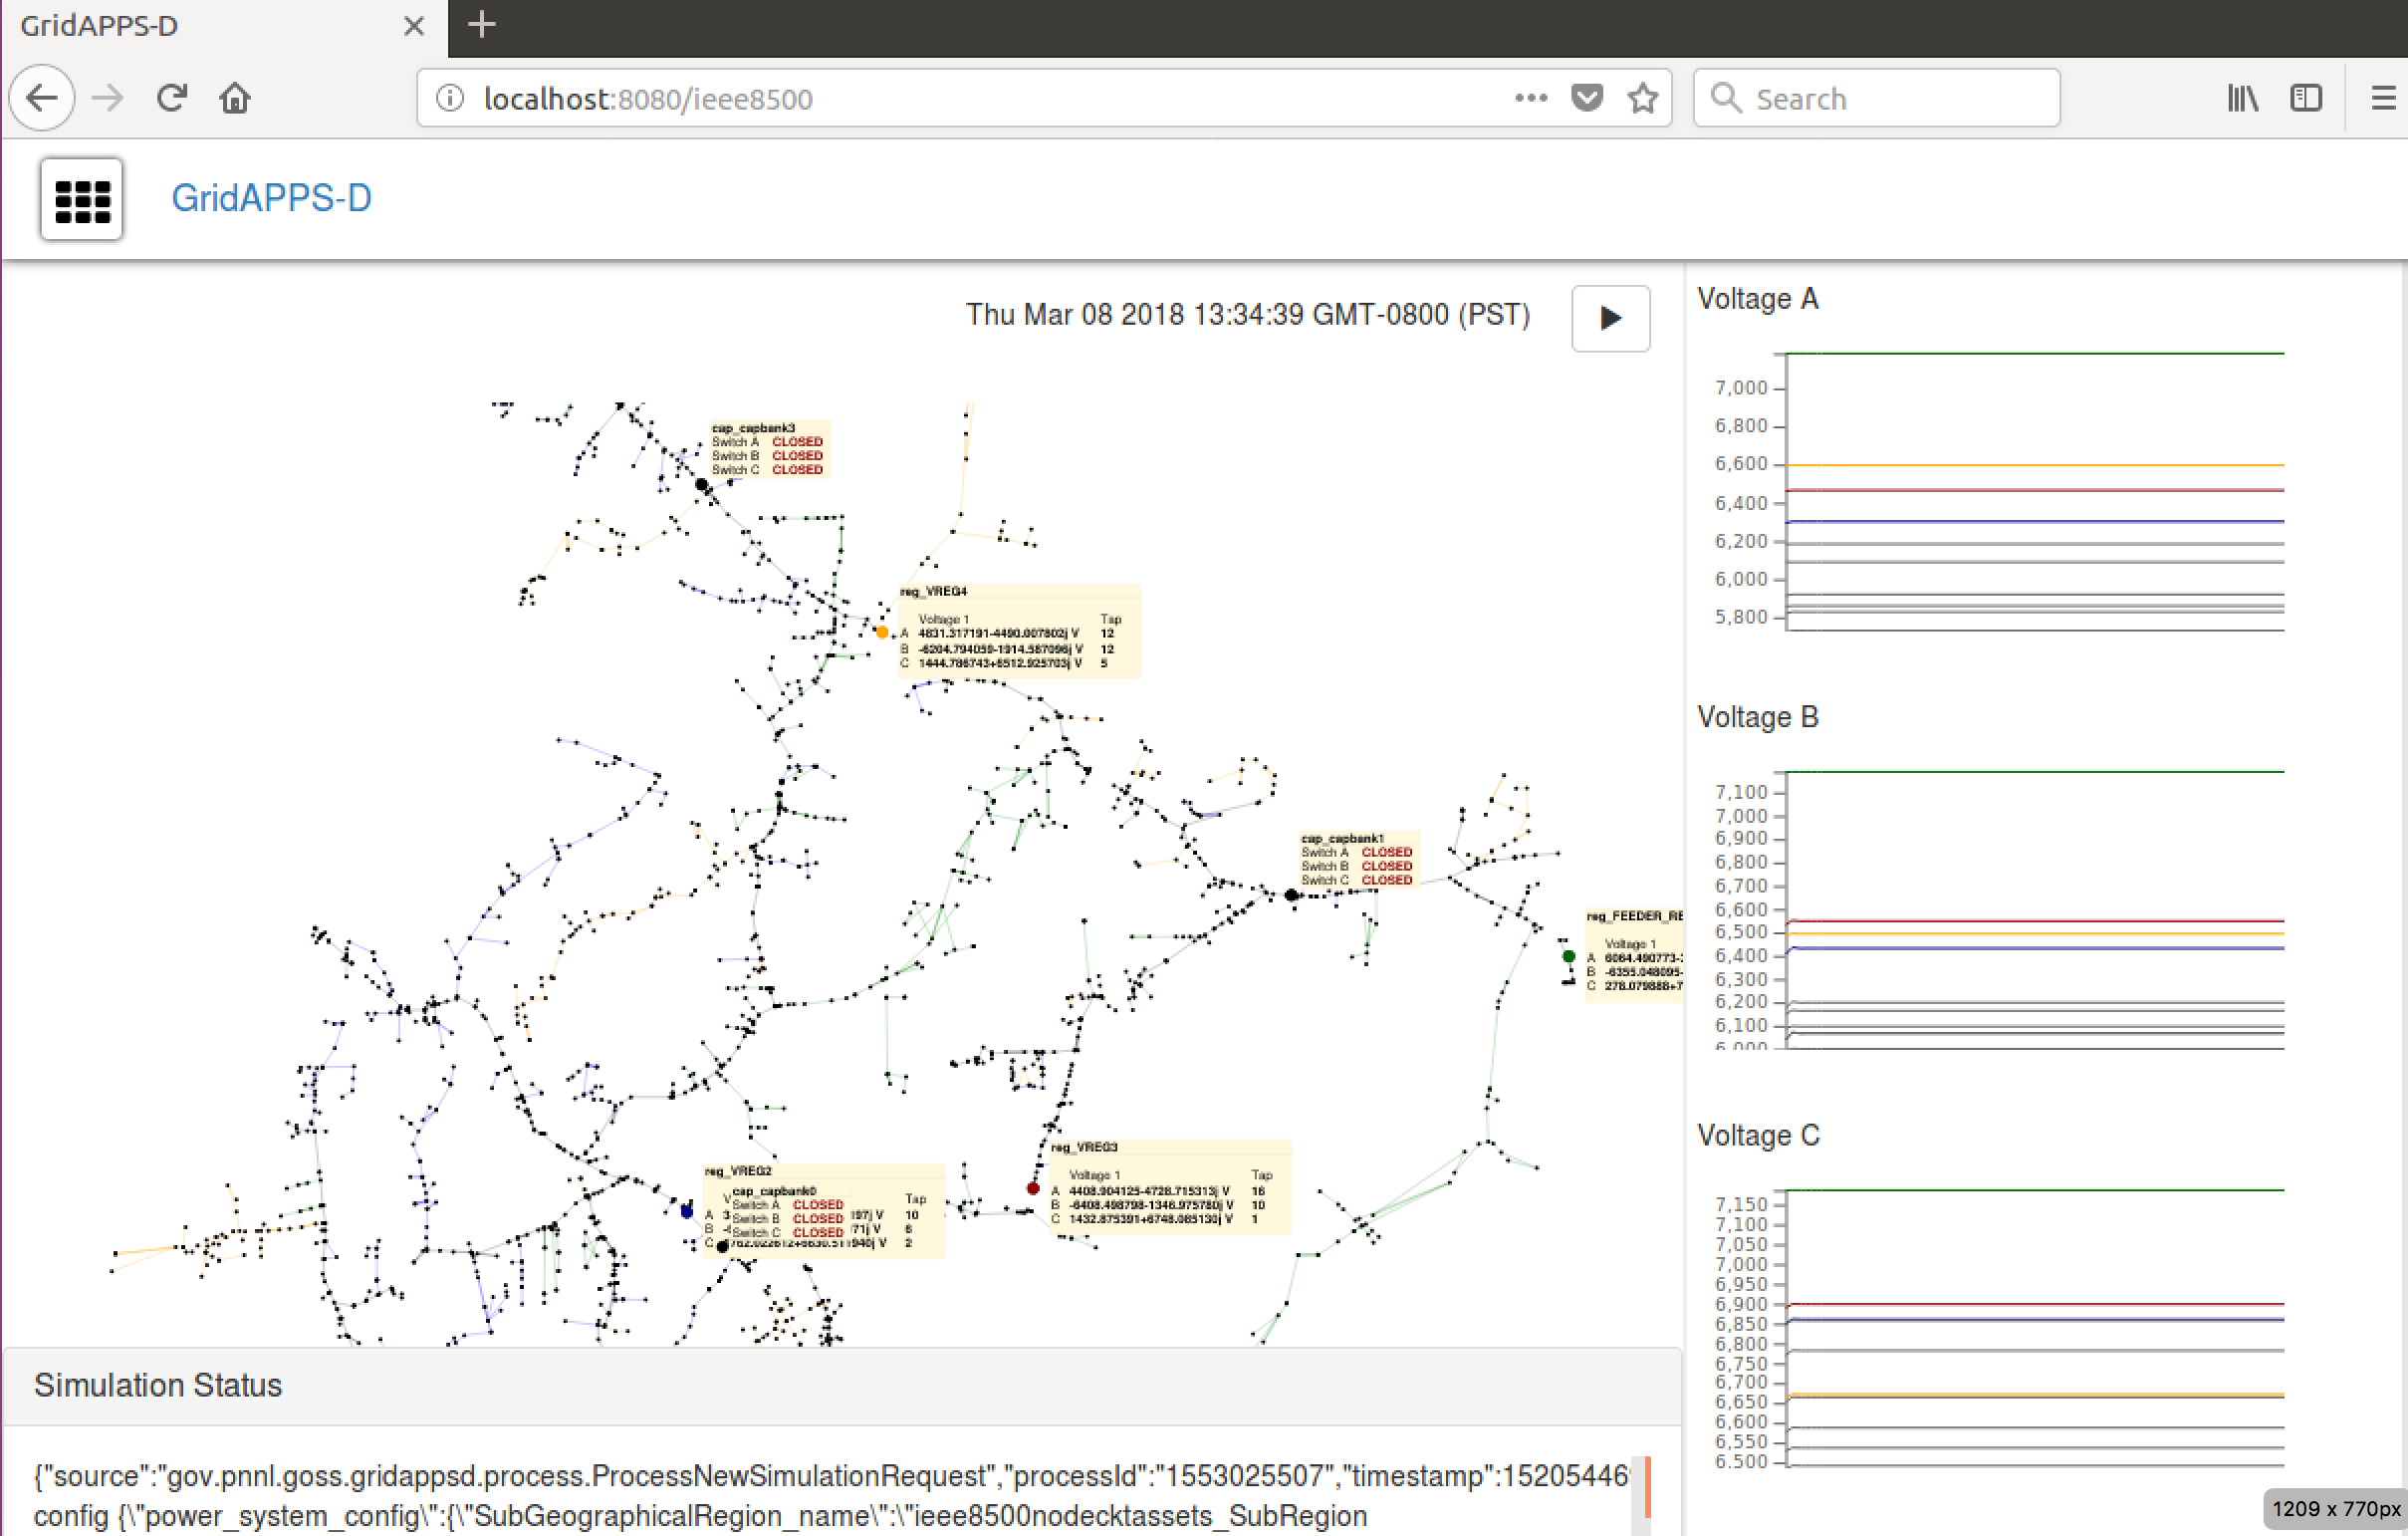 GridAPPS-D
localhost:8080/ieee8500
Search
GridAPPS-D
Thu Mar 08 2018 13:34:39 GMT-0800 (PST)
cap_capbank3
Switch A CLOSED
Switch B CLOSED
Switch C CLOSED
reg_VREG4
Voltage 1 Tap
A 4831.317191-4490.007802j V 12
B -6204.794059-1914.587096j V 12
C 1444.786743+6512.925703j V 5
cap_capbank1
Switch A CLOSED
Switch B CLOSED
Switch C CLOSED
reg_FEEDER_RE
Voltage 1
A 6064.490773-
B -6355.048095-
C 278.079888+7
reg_VREG3
Voltage 1 Tap
A 4408.904125-4728.715313j V 16
B -6408.498798-1346.975780j V 10
C 1432.875391+6748.085130j V 1
reg_VREG2
cap_capbank0
Tap
Switch A CLOSED
A 3 197j V 10
Switch B CLOSED
B 71j V 6
Switch C CLOSED
C V 2
Simulation Status
{"source":"gov.pnnl.goss.gridappsd.process.ProcessNewSimulationRequest","processId":"1553025507","timestamp":15205446
config {\"power_system_config\":{\"SubGeographicalRegion_name\":\"ieee8500nodecktassets_SubRegion
Voltage A
7,000
6,800
6,600
6,400
6,200
6,000
5,800
Voltage B
7,100
7,000
6,900
6,800
6,700
6,600
6,500
6,400
6,300
6,200
6,100
6,000
Voltage C
7,150
7,100
7,050
7,000
6,950
6,900
6,850
6,800
6,750
6,700
6,650
6,600
6,550
6,500
1209 x 770px